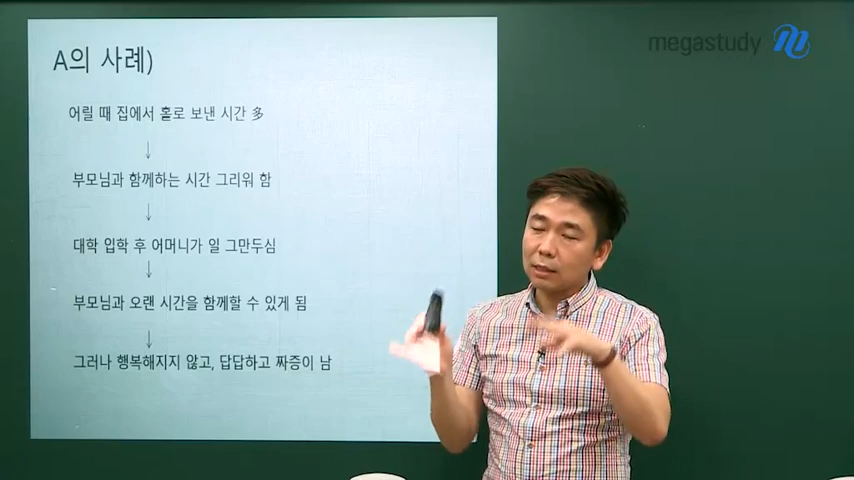 megastudy
A의 사례)
어릴 때 집에서 홀로 보낸 시간 多
↓
부모님과 함께하는 시간 그리워 함
↓
대학 입학 후 어머니가 일 그만두심
↓
부모님과 오랜 시간을 함께할 수 있게 됨
↓
그러나 행복해지지 않고, 답답하고 짜증이 남